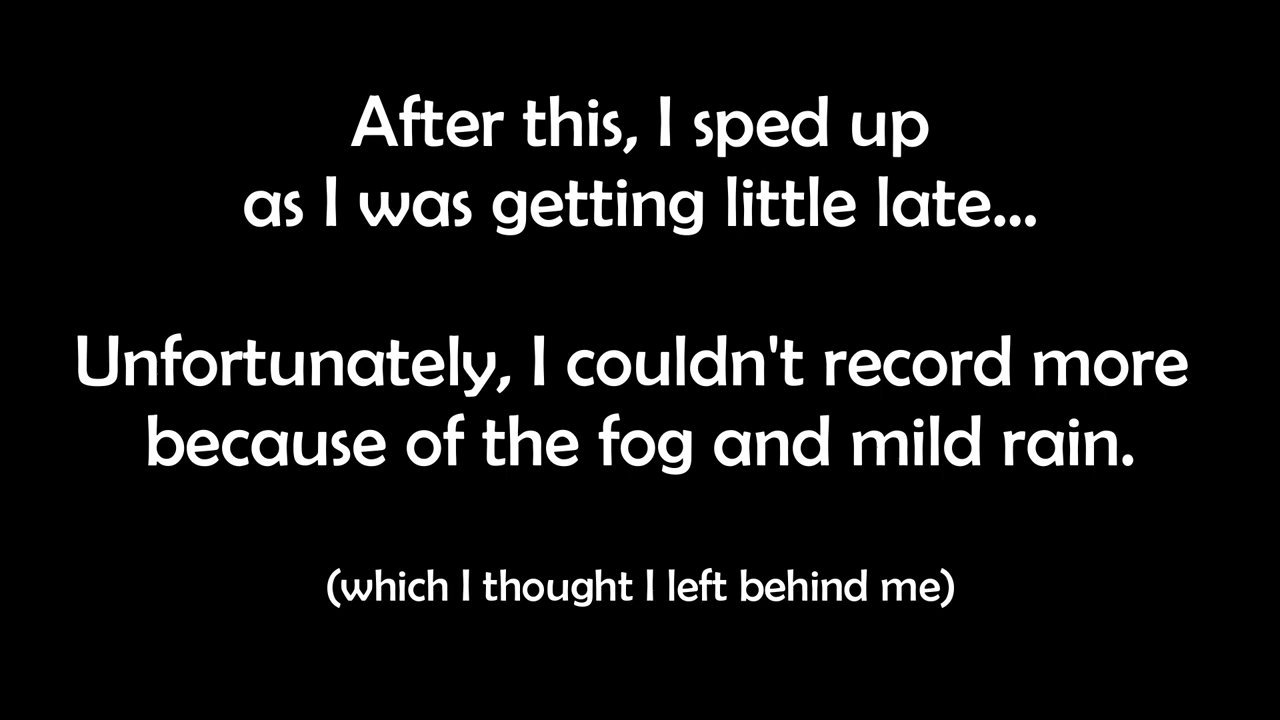 After this, I sped up
as I was getting little late...
Unfortunately, I couldn't record more
because of the fog and mild rain.
(which I thought I left behind me)